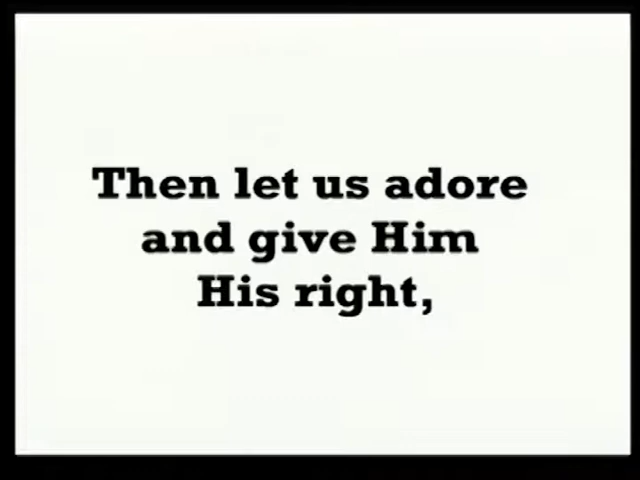 Then let us adore
and give Him
His right,